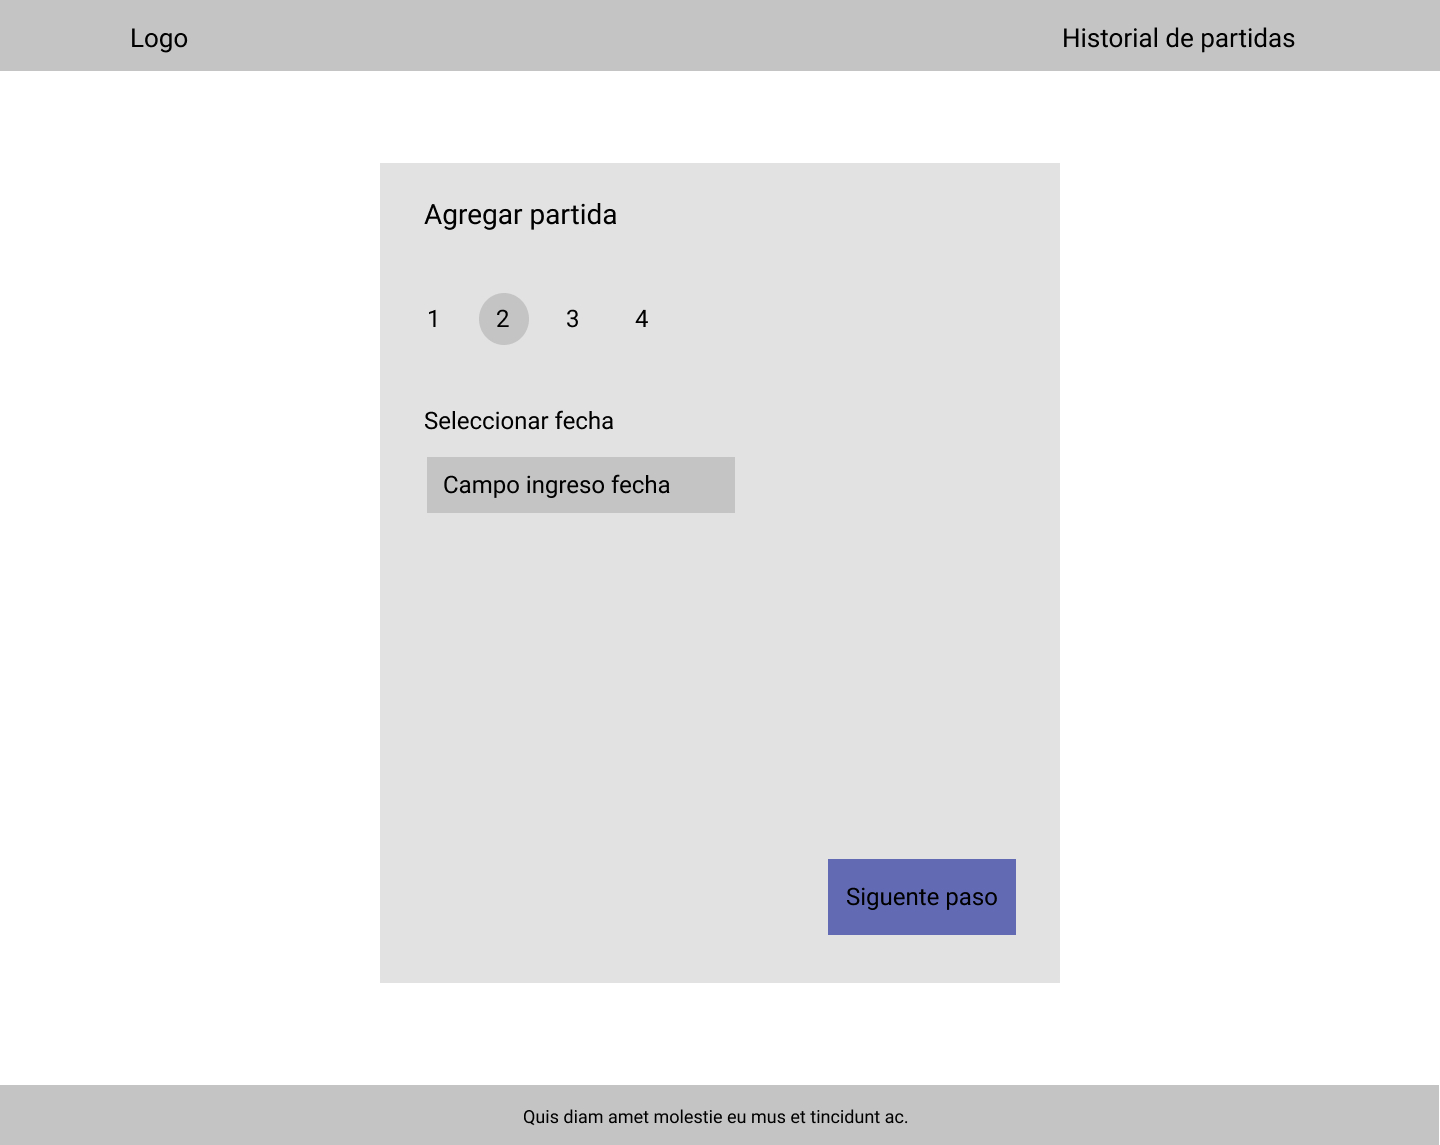 Logo
Historial de partidas
Agregar partida
1 2 3 4
Seleccionar fecha
Campo ingreso fecha
Siguente paso
Quis diam amet molestie eu mus et tincidunt ac.